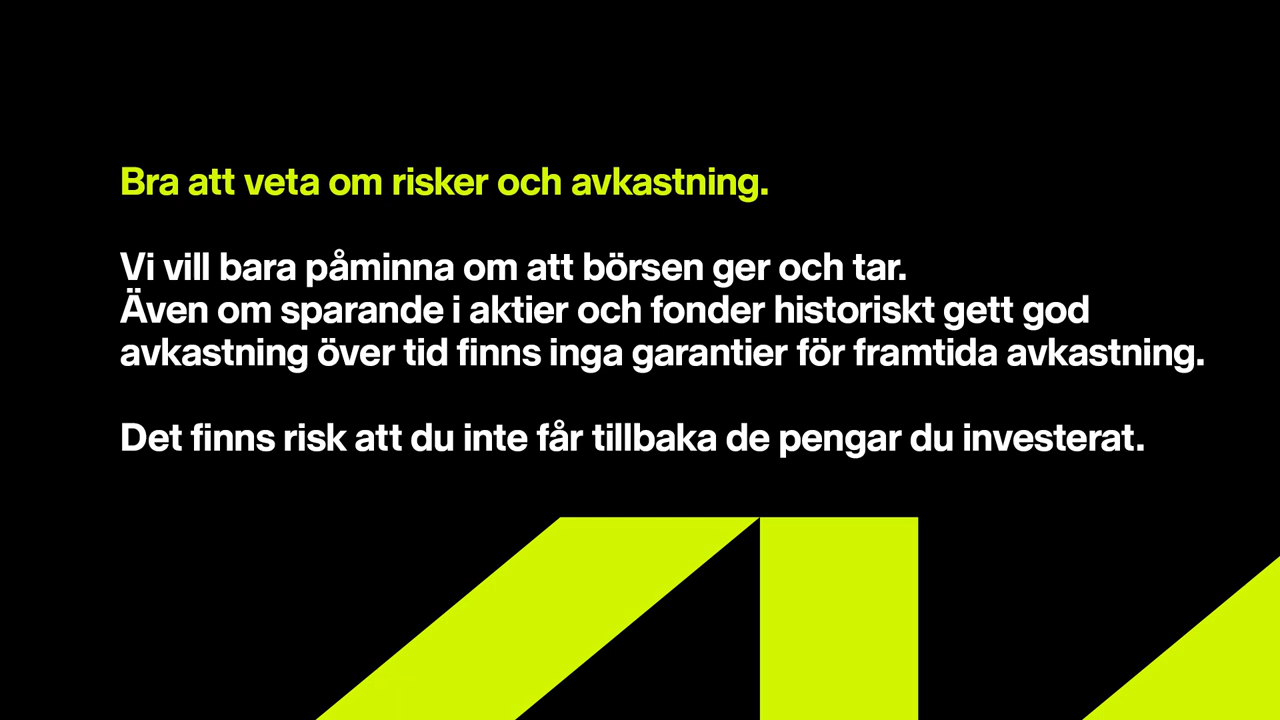 Bra att veta om risker och avkastning.
Vi vill bara påminna om att börsen ger och tar.
Även om sparande i aktier och fonder historiskt gett god
avkastning över tid finns inga garantier för framtida avkastning.
Det finns risk att du inte får tillbaka de pengar du investerat.